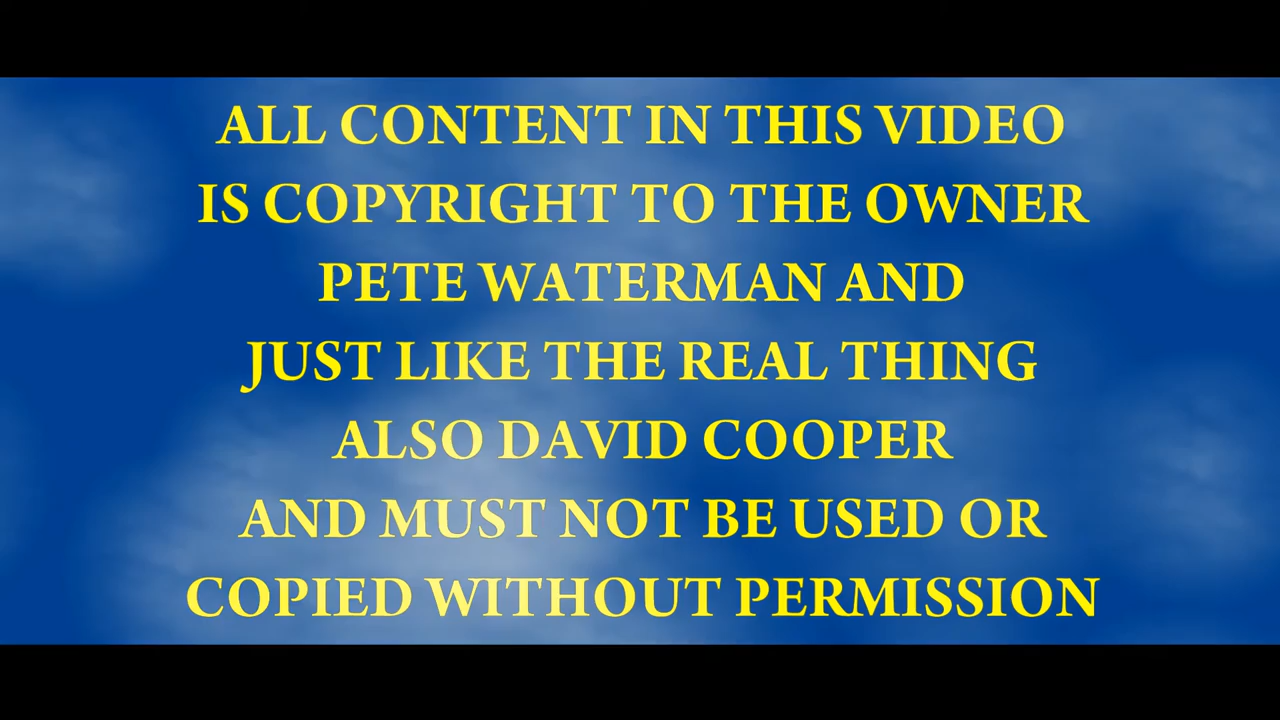 ALL CONTENT IN THIS VIDEO
IS COPYRIGHT TO THE OWNER
PETE WATERMAN AND
JUST LIKE THE REAL THING
ALSO DAVID COOPER
AND MUST NOT BE USED OR
COPIED WITHOUT PERMISSION